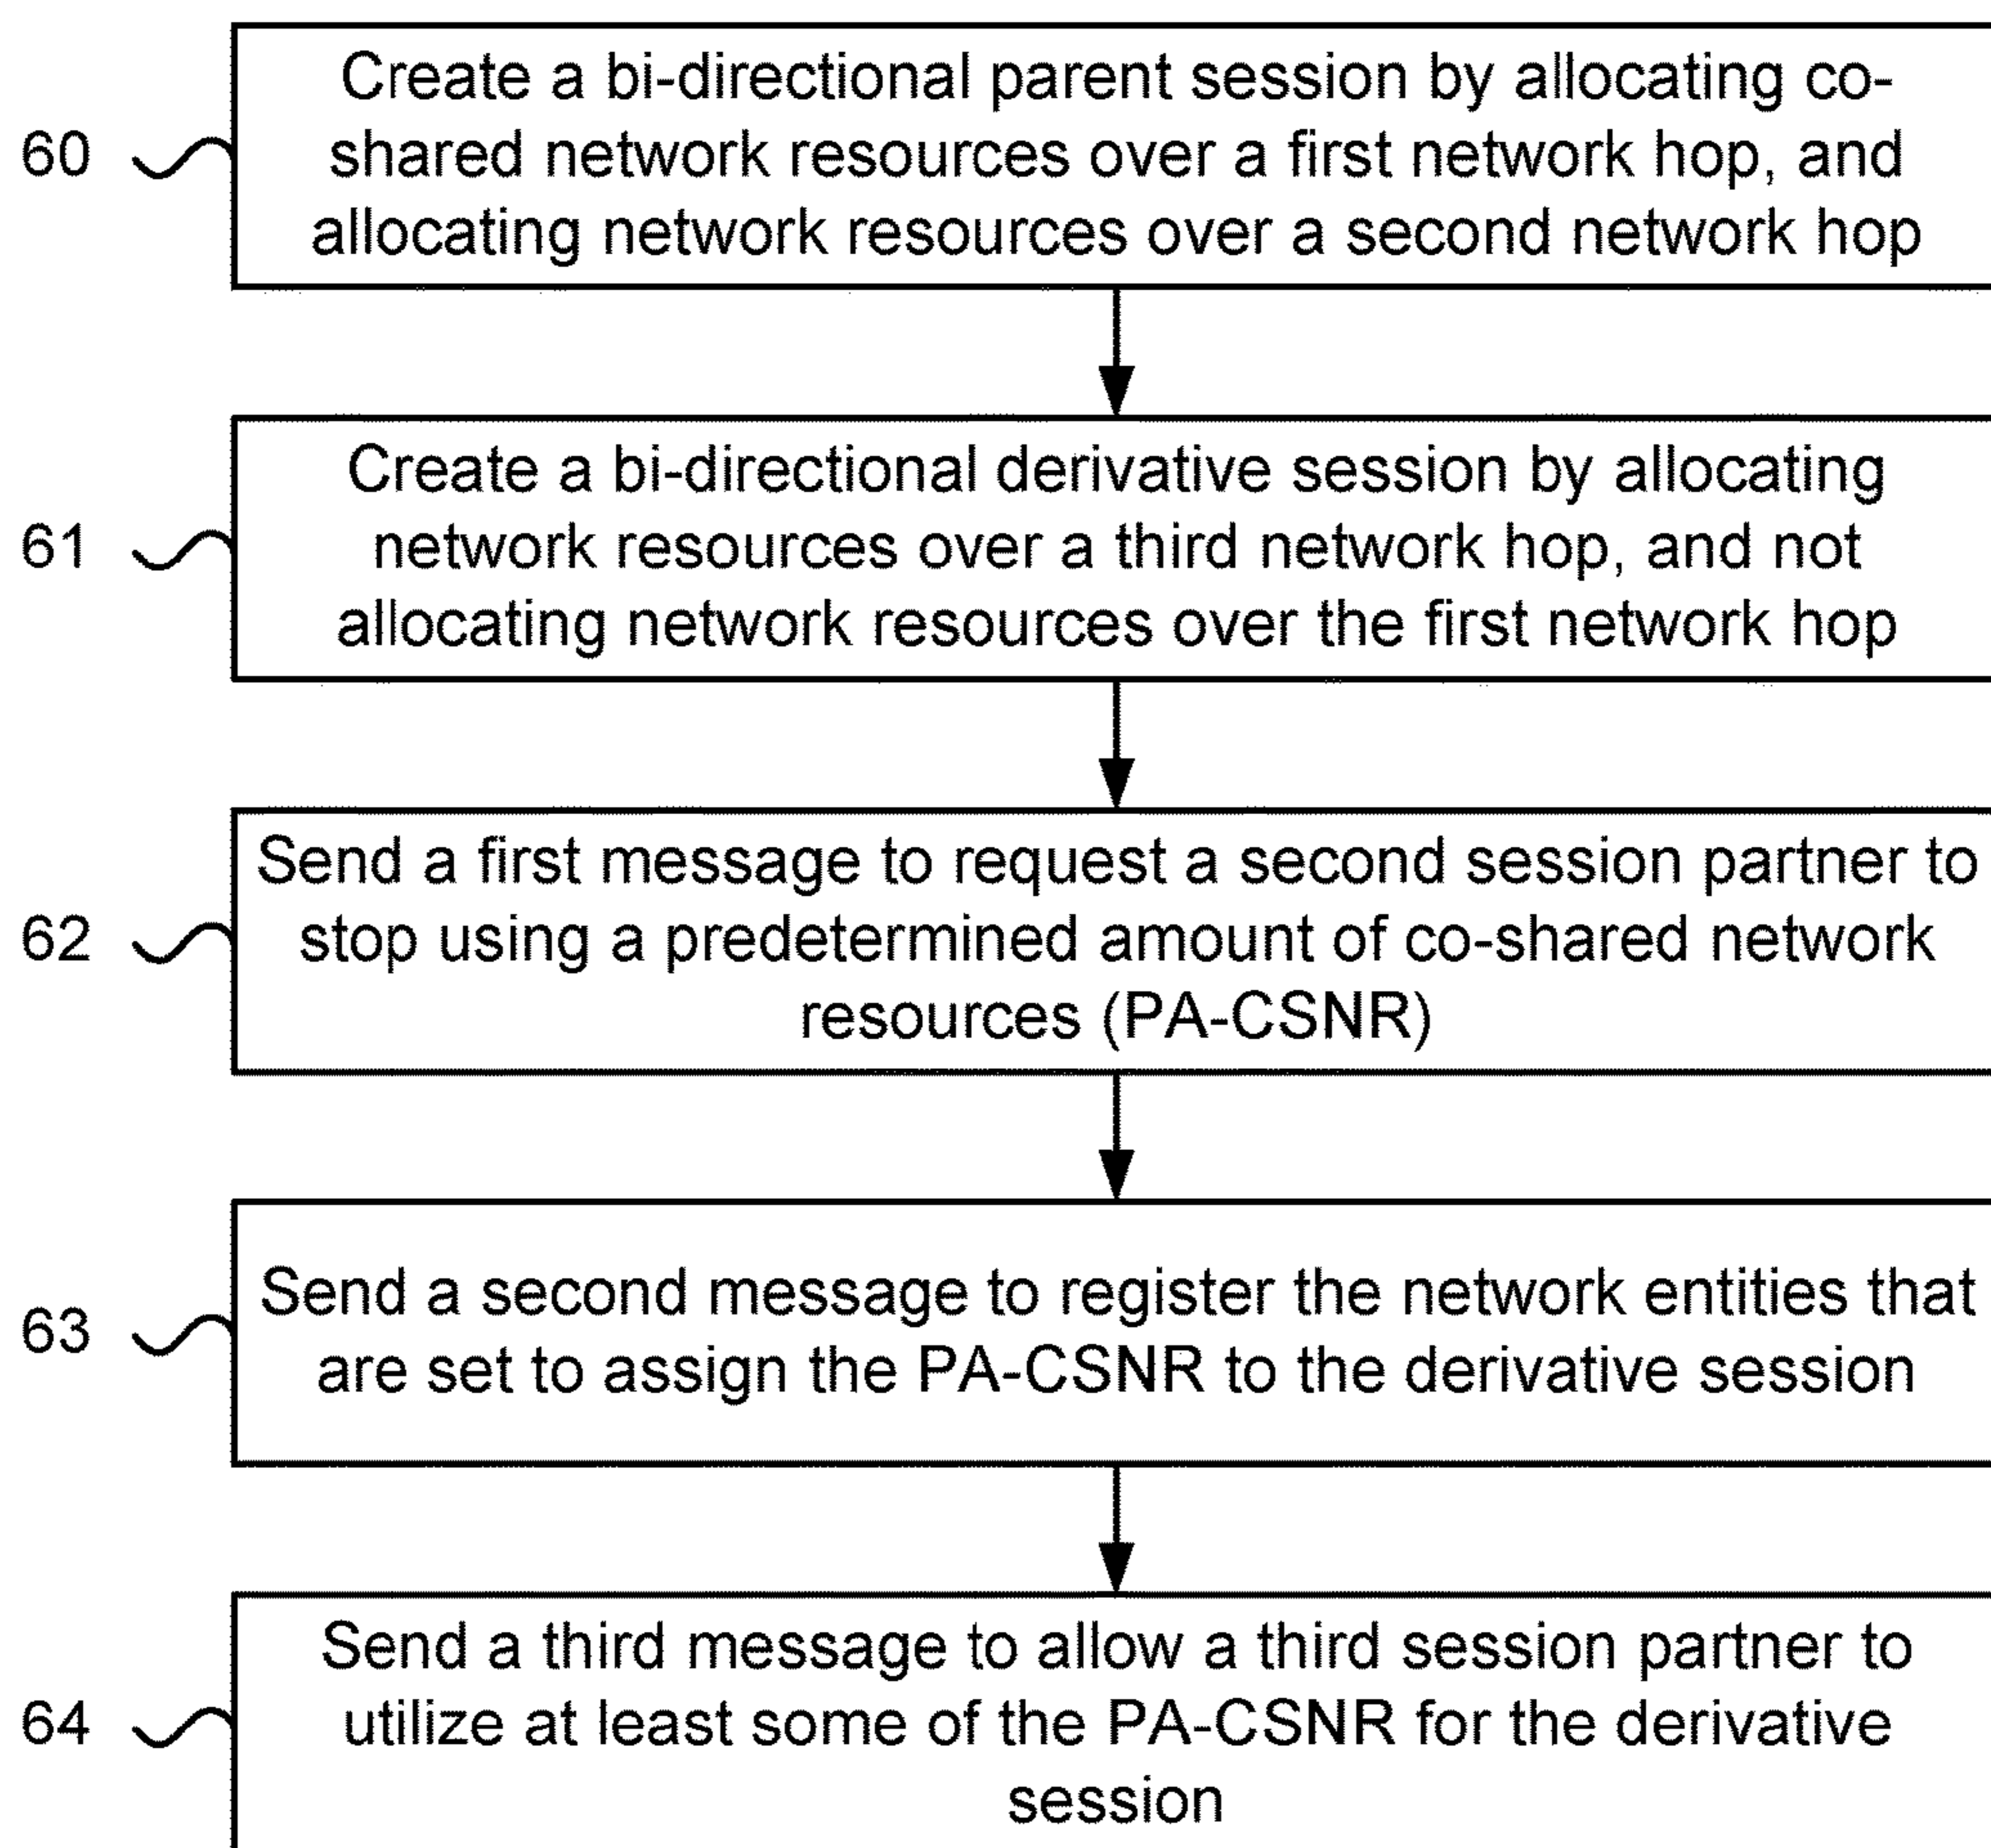 60
Create a bi-directional parent session by allocating co-
shared network resources over a first network hop, and
allocating network resources over a second network hop
61
Create a bi-directional derivative session by allocating
network resources over a third network hop, and not
allocating network resources over the first network hop
62
Send a first message to request a second session partner to
stop using a predetermined amount of co-shared network
resources (PA-CSNR)
63
Send a second message to register the network entities that
are set to assign the PA-CSNR to the derivative session
64
Send a third message to allow a third session partner to
utilize at least some of the PA-CSNR for the derivative
session